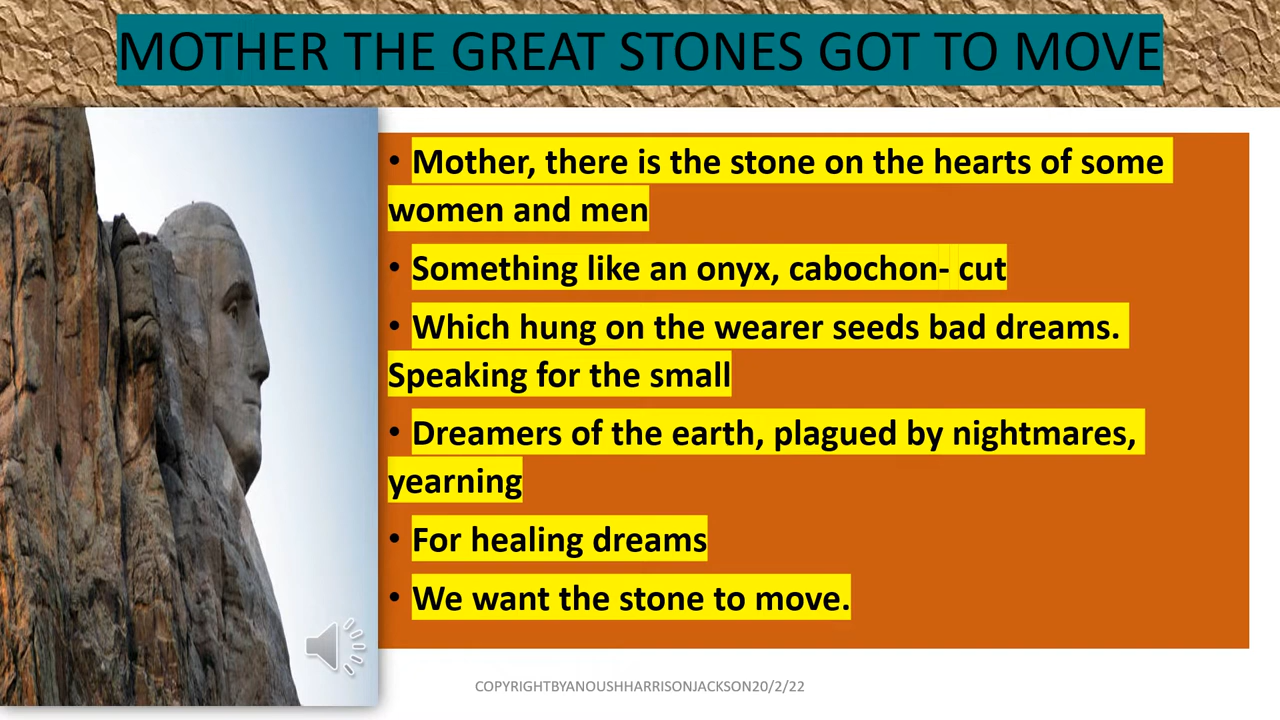 MOTHER THE GREAT STONES GOT TO MOVE
• Mother, there is the stone on the hearts of some
women and men
• Something like an onyx, cabochon- cut
• Which hung on the wearer seeds bad dreams.
Speaking for the small
• Dreamers of the earth, plagued by nightmares,
yearning
• For healing dreams
• We want the stone to move.
COPYRIGHTBYANOUSHHARRISONJACKSON20/2/22